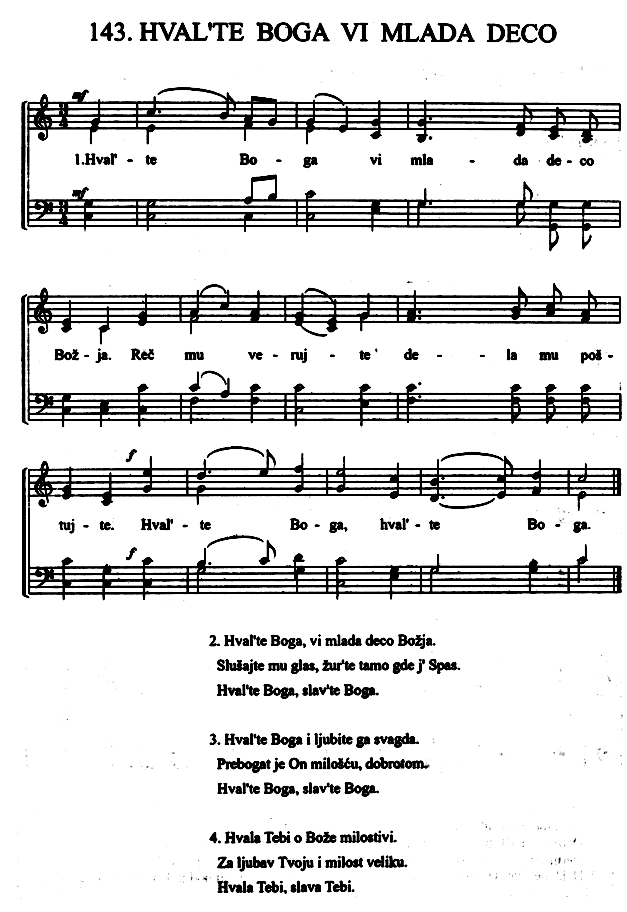 143. HVAL'TE BOGA VI MLADA DECO
mf
1.Hval' - te Bo - ga vi mla - da de - co
mf
Bož - ja. Reč mu ve - ruj - te de - la mu poš -
f
tuj - te. Hval' - te Bo - ga, hval' - te Bo - ga.
f
2. Hval'te Boga, vi mlada deco Božja.
Slušajte mu glas, žur'te tamo gde j' Spas.
Hval'te Boga, slav'te Boga.
3. Hval'te Boga i ljubite ga svagda.
Prebogat je On milošću, dobrotom.
Hval'te Boga, slav'te Boga.
4. Hvala Tebi o Bože milostivi.
Za ljubav Tvoju i milost veliku.
Hvala Tebi, slava Tebi.